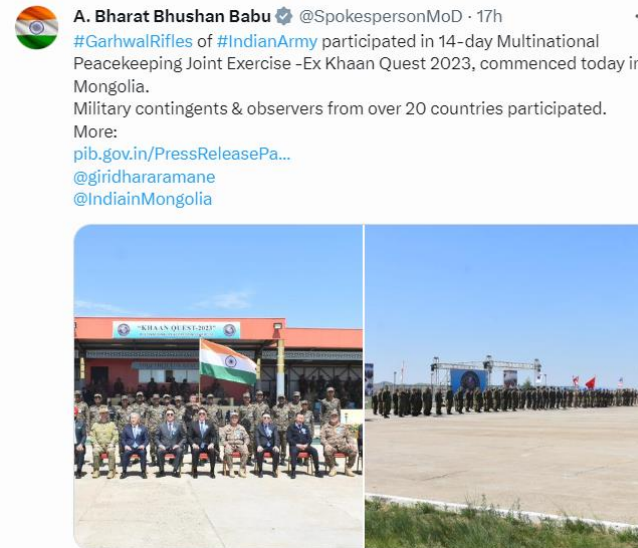 A. Bharat Bhushan Babu @SpokespersonMoD · 17h
#GarhwalRifles of #IndianArmy participated in 14-day Multinational
Peacekeeping Joint Exercise -Ex Khaan Quest 2023, commenced today in
Mongolia.
Military contingents & observers from over 20 countries participated.
More:
pib.gov.in/PressReleasePa...
@giridhararamane
@IndiainMongolia
"KHAAN QUEST-2023"